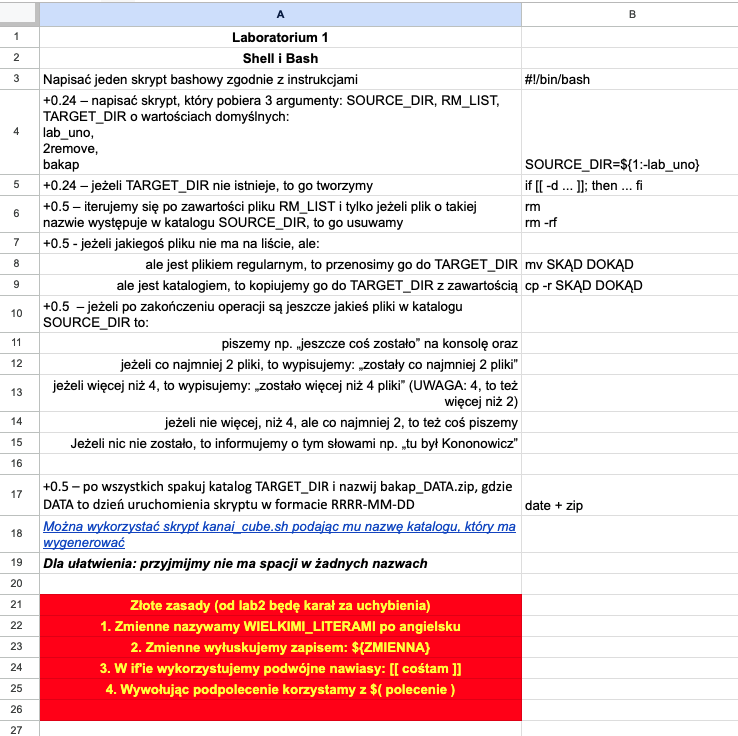 A B
1 Laboratorium 1
2 Shell i Bash
3 Napisać jeden skrypt bashowy zgodnie z instrukcjami #!/bin/bash
+0.24 – napisać skrypt, który pobiera 3 argumenty: SOURCE_DIR, RM_LIST,
TARGET_DIR o wartościach domyślnych:
4 lab_uno,
2remove,
bakap SOURCE_DIR=${1:-lab_uno}
5 +0.24 – jeżeli TARGET_DIR nie istnieje, to go tworzymy if [[ -d ... ]]; then ... fi
6 +0.5 – iterujemy się po zawartości pliku RM_LIST i tylko jeżeli plik o takiej rm
nazwie występuje w katalogu SOURCE_DIR, to go usuwamy rm -rf
7 +0.5 - jeżeli jakiegoś pliku nie ma na liście, ale:
8 ale jest plikiem regularnym, to przenosimy go do TARGET_DIR mv SKĄD DOKĄD
9 ale jest katalogiem, to kopiujemy go do TARGET_DIR z zawartością cp -r SKĄD DOKĄD
10 +0.5 – jeżeli po zakończeniu operacji są jeszcze jakieś pliki w katalogu
SOURCE_DIR to:
11 piszemy np. „jeszcze coś zostało” na konsolę oraz
12 jeżeli co najmniej 2 pliki, to wypisujemy: „zostały co najmniej 2 pliki”
13 jeżeli więcej niż 4, to wypisujemy: „zostało więcej niż 4 pliki” (UWAGA: 4, to też
więcej niż 2)
14 jeżeli nie więcej, niż 4, ale co najmniej 2, to też coś piszemy
15 Jeżeli nic nie zostało, to informujemy o tym słowami np. „tu był Kononowicz”
16
17 +0.5 – po wszystkich spakuj katalog TARGET_DIR i nazwij bakap_DATA.zip, gdzie
DATA to dzień uruchomienia skryptu w formacie RRRR-MM-DD date + zip
18 Można wykorzystać skrypt kanai_cube.sh podając mu nazwę katalogu, który ma
wygenerować
19 Dla ułatwienia: przyjmijmy nie ma spacji w żadnych nazwach
20
21 Złote zasady (od lab2 będę karał za uchybienia)
22 1. Zmienne nazywamy WIELKIMI_LITERAMI po angielsku
23 2. Zmienne wyłuskujemy zapisem: ${ZMIENNA}
24 3. W if'ie wykorzystujemy podwójne nawiasy: [[ cośtam ]]
25 4. Wywołując podpolecenie korzystamy z $( polecenie )
26
27